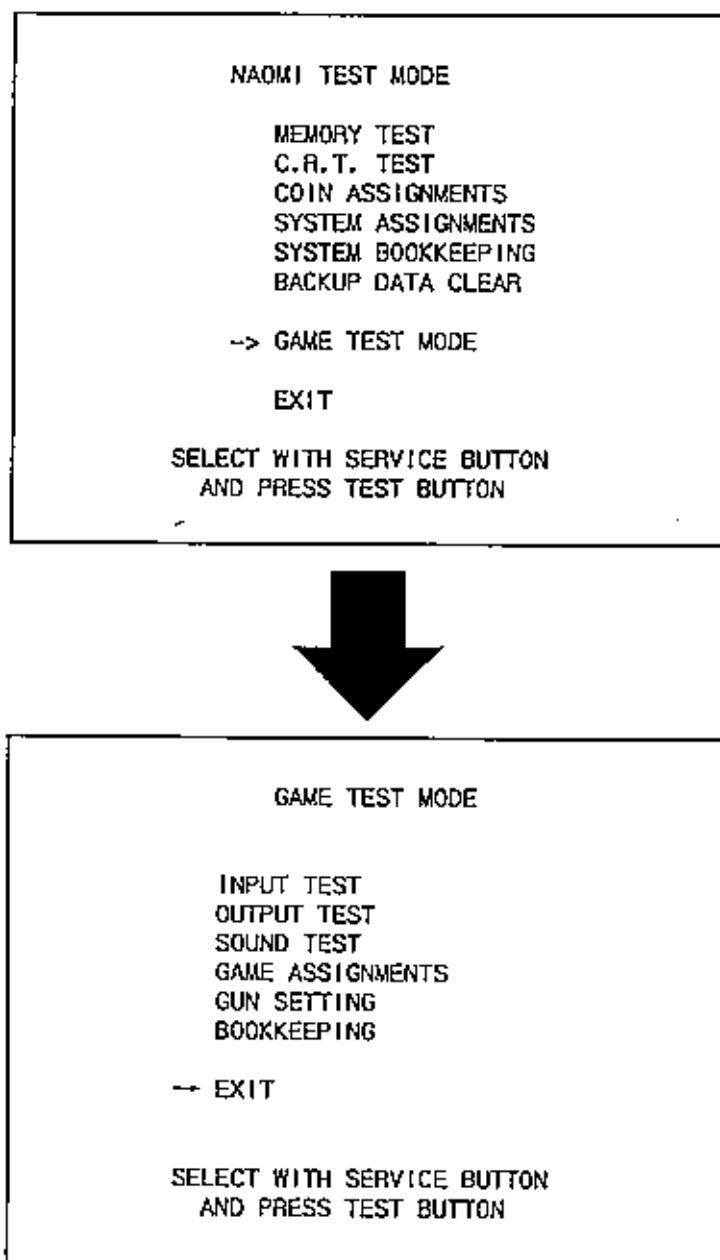 NAOMI TEST MODE
MEMORY TEST
C.R.T. TEST
COIN ASSIGNMENTS
SYSTEM ASSIGNMENTS
SYSTEM BOOKKEEPING
BACKUP DATA CLEAR
--> GAME TEST MODE
EXIT
SELECT WITH SERVICE BUTTON
AND PRESS TEST BUTTON
GAME TEST MODE
INPUT TEST
OUTPUT TEST
SOUND TEST
GAME ASSIGNMENTS
GUN SETTING
BOOKKEEPING
→ EXIT
SELECT WITH SERVICE BUTTON
AND PRESS TEST BUTTON